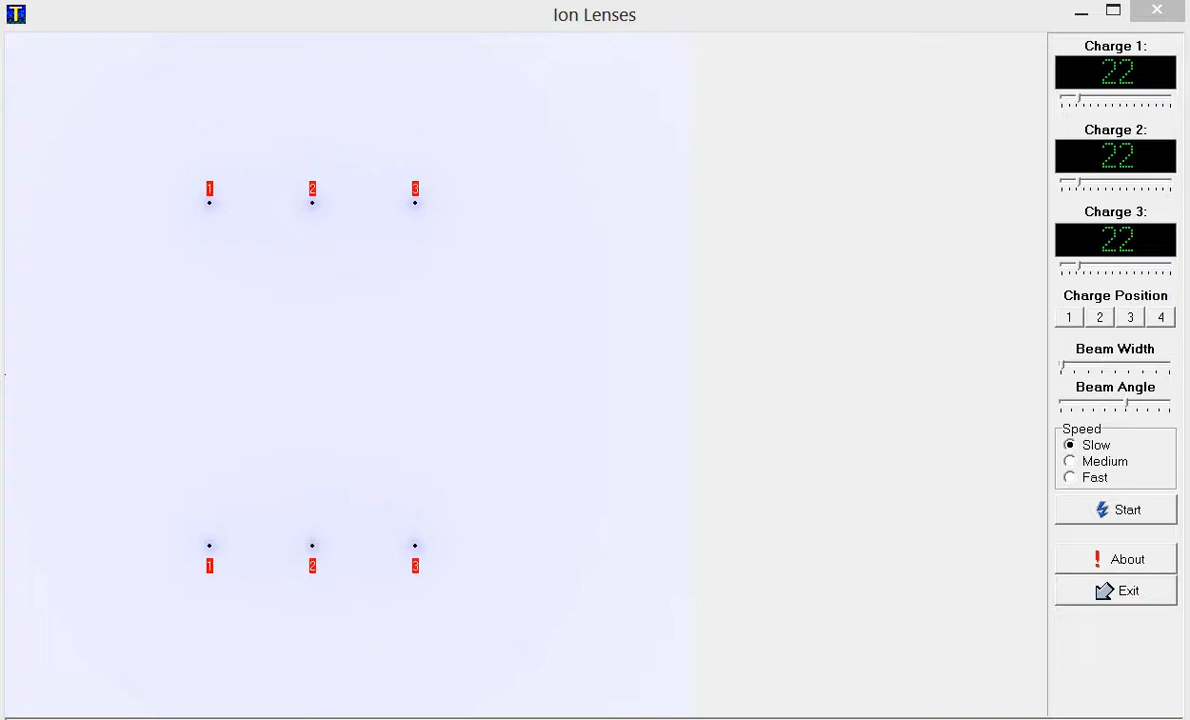 Ion Lenses
Charge 1:
22
Charge 2:
22
Charge 3:
22
Charge Position
1 2 3 4
Beam Width
Beam Angle
Speed
Slow
Medium
Fast
Start
About
Exit
1 2 3
1 2 3